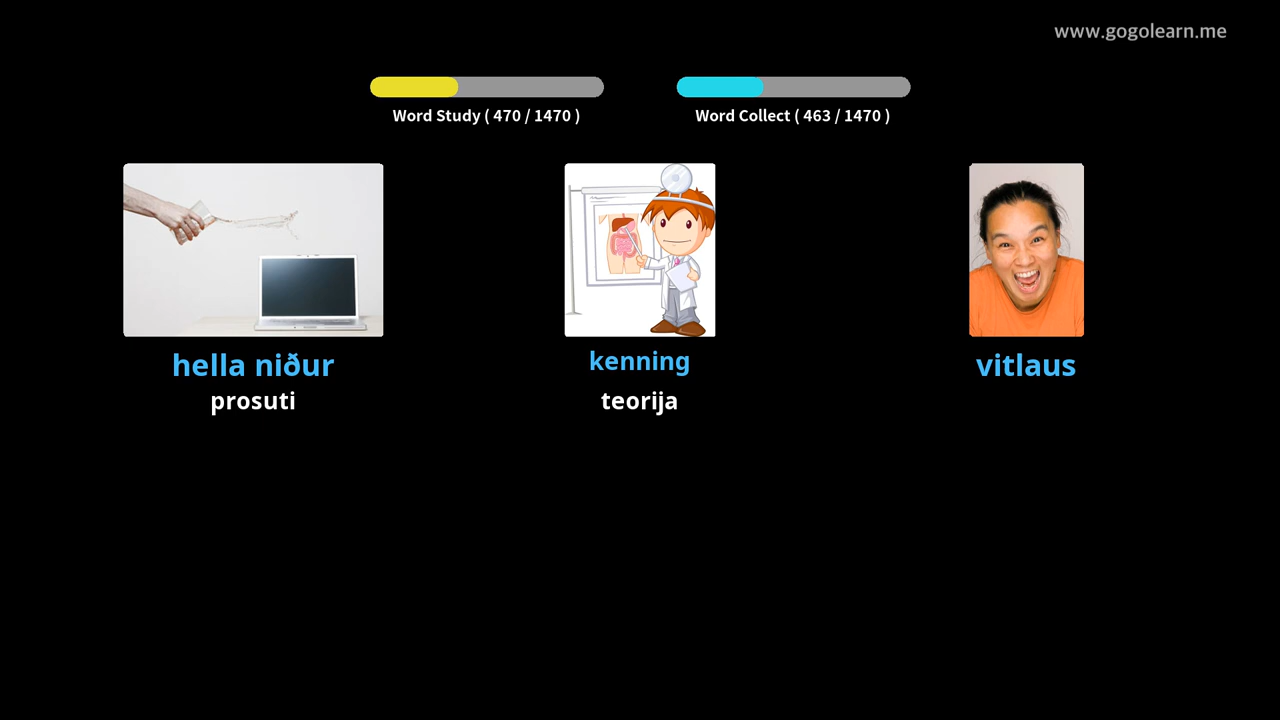 www.gogolearn.me
Word Study ( 470 / 1470 )
Word Collect ( 463 / 1470 )
hella niður
prosuti
kenning
teorija
vitlaus